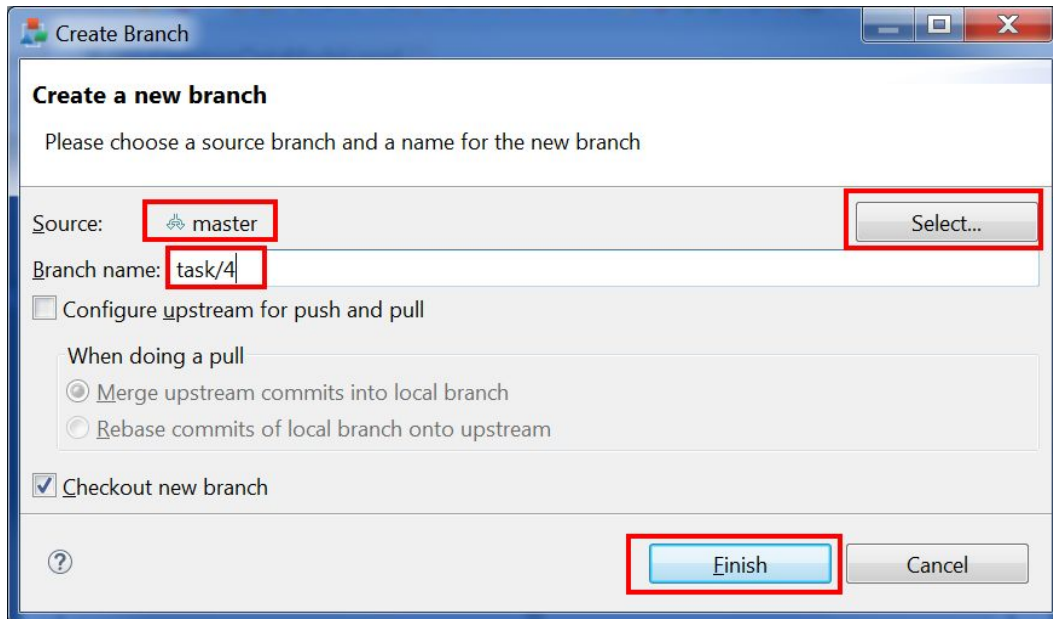 Create Branch
Create a new branch
Please choose a source branch and a name for the new branch
Source: master Select...
Branch name: task/4
Configure upstream for push and pull
When doing a pull
Merge upstream commits into local branch
Rebase commits of local branch onto upstream
Checkout new branch
Finish Cancel